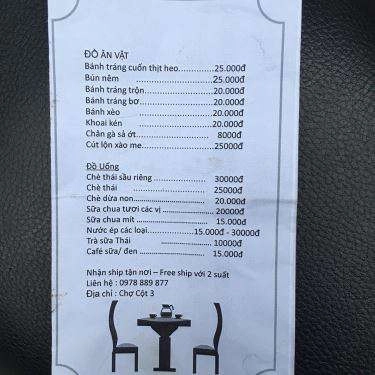 ĐỒ ĂN VẶT
Bánh tráng cuốn thịt heo...............25.000đ
Bún nêm ......................25.000đ
Bánh tráng trộn......................20.000đ
Bánh tráng bơ ......................20.000đ
Bánh xèo ......................20.000đ
Khoai kén ......................20.000đ
Chân gà sả ớt...................... 8000đ
Cút lộn xào me......................25000đ
Đồ Uống
Chè thái sầu riêng .................... 30000đ
Chè thái .................... 25000đ
Chè dừa non ....................20.000đ
Sữa chua tươi các vị .................. 20000đ
Sữa chua mít .................... 15.000đ
Nước ép các loại...............15.000đ - 30000đ
Trà sữa Thái .................... 10000đ
Café sữa/ đen .................... 15.000đ
Nhận ship tận nơi – Free ship với 2 suất
Liên hệ : 0978 889 877
Địa chỉ : Chợ Cột 3